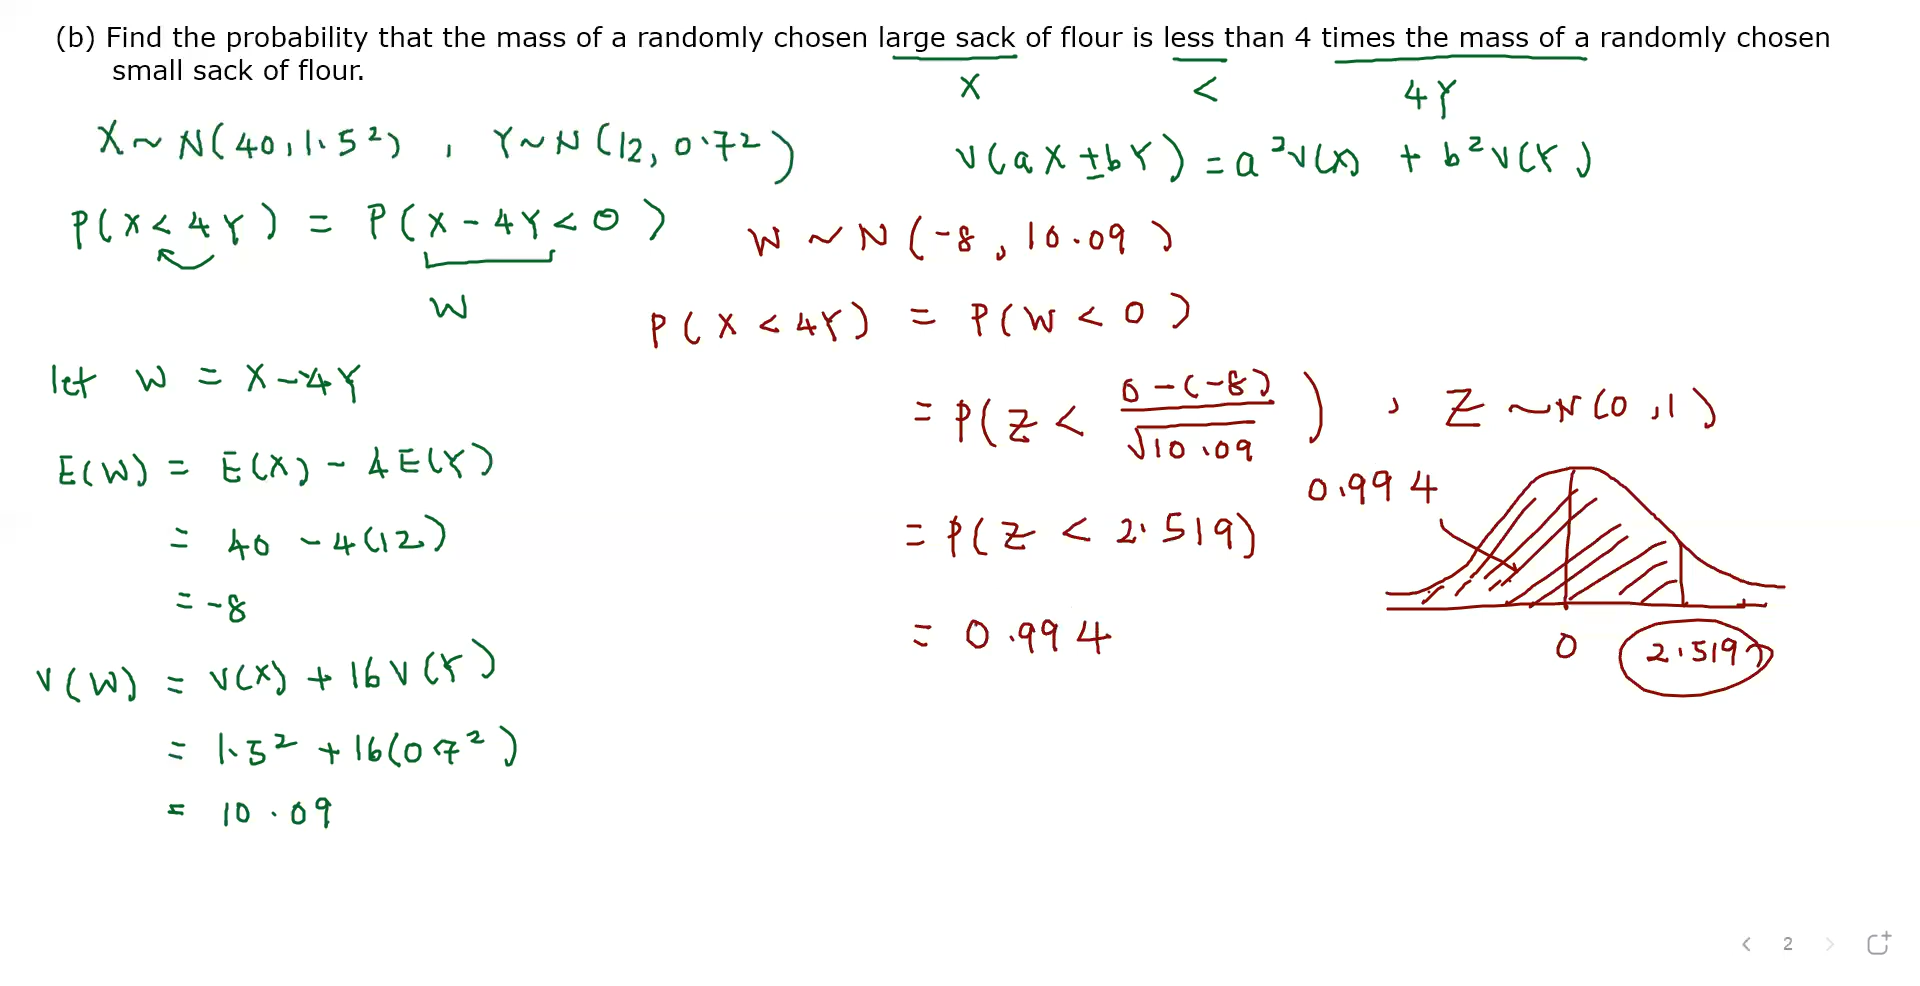 (b) Find the probability that the mass of a randomly chosen large sack of flour is less than 4 times the mass of a randomly chosen
small sack of flour.
X < 4Y
X ~ N(40, 1.5²) , Y ~ N(12, 0.7²)
V(aX ± bY) = a²V(X) + b²V(Y)
P(X < 4Y) = P(X - 4Y < 0)
W
let W = X - 4Y
E(W) = E(X) - 4E(Y)
= 40 - 4(12)
= -8
V(W) = V(X) + 16V(Y)
= 1.5² + 16(0.7²)
= 10.09
W ~ N(-8, 10.09)
P(X < 4Y) = P(W < 0)
= P(Z < 0-(-8)/√10.09) , Z ~ N(0,1)
= P(Z < 2.519)
= 0.994
0.994
0 2.519
2